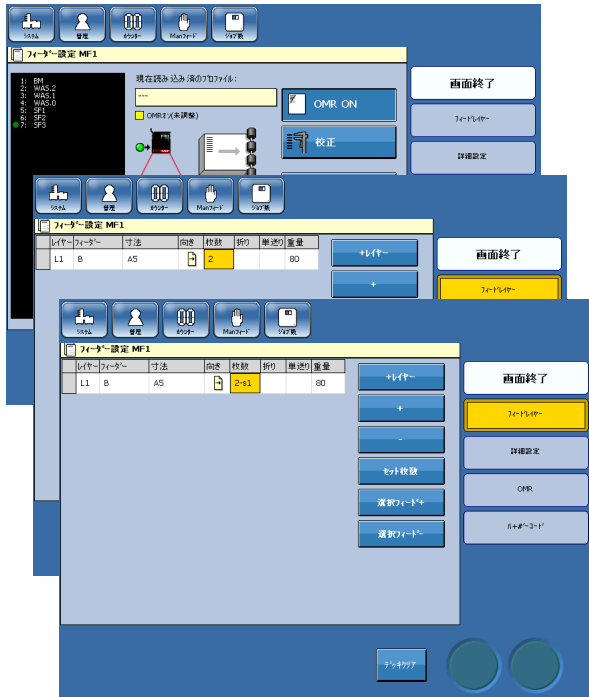 システム 管理 カウンター Manフィード ジョブ製
フィーダー設定 MF1
1: BM
2: WAS.2
3: WAS.1
4: WAS.0
5: SF1
6: SF2
7: SF3
現在読み込み済のプロファイル:
---
OMRオン(未調整)
OMR ON
校正
画面終了
フィードレイヤー
詳細設定
システム 管理 カウンター Manフィード ジョブ製
フィーダー設定 MF1
レイヤー フィーダー 寸法 向き 枚数 折り 単送り 重量
L1 B A5 2 80
+レイヤー
+
画面終了
フィードレイヤー
システム 管理 カウンター Manフィード ジョブ製
フィーダー設定 MF1
レイヤー フィーダー 寸法 向き 枚数 折り 単送り 重量
L1 B A5 2-s1 80
+レイヤー
+
-
セット枚数
選択フィード+
選択フィード-
画面終了
フィードレイヤー
詳細設定
OMR
バーコード
デッキクリア